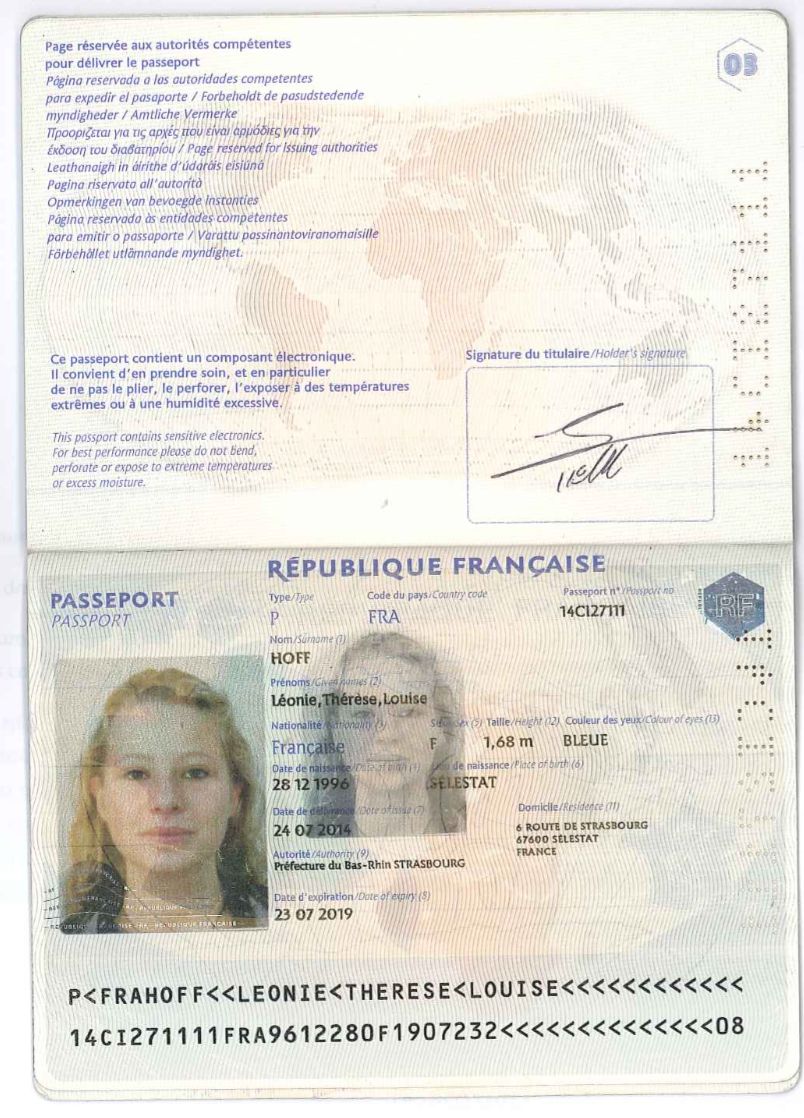 Page réservée aux autorités compétentes
pour délivrer le passeport
Página reservada a las autoridades competentes
para expedir el pasaporte / Forbeholdt de pasudstedende
myndigheder / Amtliche Vermerke
Προορίζεται για τις αρχές που είναι αρμόδιες για την
έκδοση του διαβατηρίου / Page reserved for issuing authorities
Leathanaigh in áirithe d'údaráis eisiúna
Pagina riservata all'autorità
Opmerkingen van bevoegde instanties
Página reservada às entidades competentes
para emitir o passaporte / Varattu passinantoviranomaisille
Förbehållet utlämnande myndighet.
03
Ce passeport contient un composant électronique.
Il convient d'en prendre soin, et en particulier
de ne pas le plier, le perforer, l'exposer à des températures
extrêmes ou à une humidité excessive.
This passport contains sensitive electronics.
For best performance please do not bend,
perforate or expose to extreme temperatures
or excess moisture.
Signature du titulaire/Holder's signature
RÉPUBLIQUE FRANÇAISE
PASSEPORT
PASSPORT
Type/Type Code du pays/Country code Passeport n°/Passport no
P FRA 14CI27111
RF
Nom/Surname (1)
HOFF
Prénoms/Given names (2)
Léonie,Thérèse,Louise
Nationalité/Nationality (3) Sexe/Sex (5) Taille/Height (12) Couleur des yeux/Colour of eyes (13)
Française F 1,68 m BLEUE
Date de naissance/Date of birth (4) Lieu de naissance/Place of birth (6)
28 12 1996 SÉLESTAT
Date de délivrance/Date of issue (7) Domicile/Residence (11)
24 07 2014 6 ROUTE DE STRASBOURG
67600 SÉLESTAT
FRANCE
Autorité/Authority (9)
Préfecture du Bas-Rhin STRASBOURG
Date d'expiration/Date of expiry (8)
23 07 2019
P<FRAHOFF<<LEONIE<THERESE<LOUISE<<<<<<<<<<<<
14CI271111FRA9612280F1907232<<<<<<<<<<<<<<08